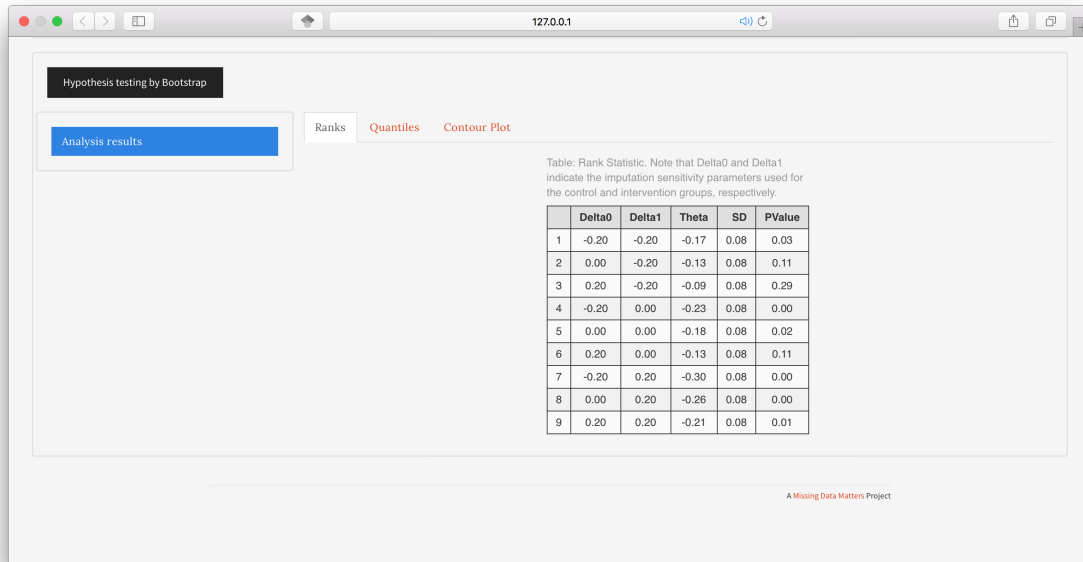 127.0.0.1
Hypothesis testing by Bootstrap
Analysis results
Ranks Quantiles Contour Plot
Table: Rank Statistic. Note that Delta0 and Delta1
indicate the imputation sensitivity parameters used for
the control and intervention groups, respectively.
Delta0 Delta1 Theta SD PValue
1 -0.20 -0.20 -0.17 0.08 0.03
2 0.00 -0.20 -0.13 0.08 0.11
3 0.20 -0.20 -0.09 0.08 0.29
4 -0.20 0.00 -0.23 0.08 0.00
5 0.00 0.00 -0.18 0.08 0.02
6 0.20 0.00 -0.13 0.08 0.11
7 -0.20 0.20 -0.30 0.08 0.00
8 0.00 0.20 -0.26 0.08 0.00
9 0.20 0.20 -0.21 0.08 0.01
A Missing Data Matters Project